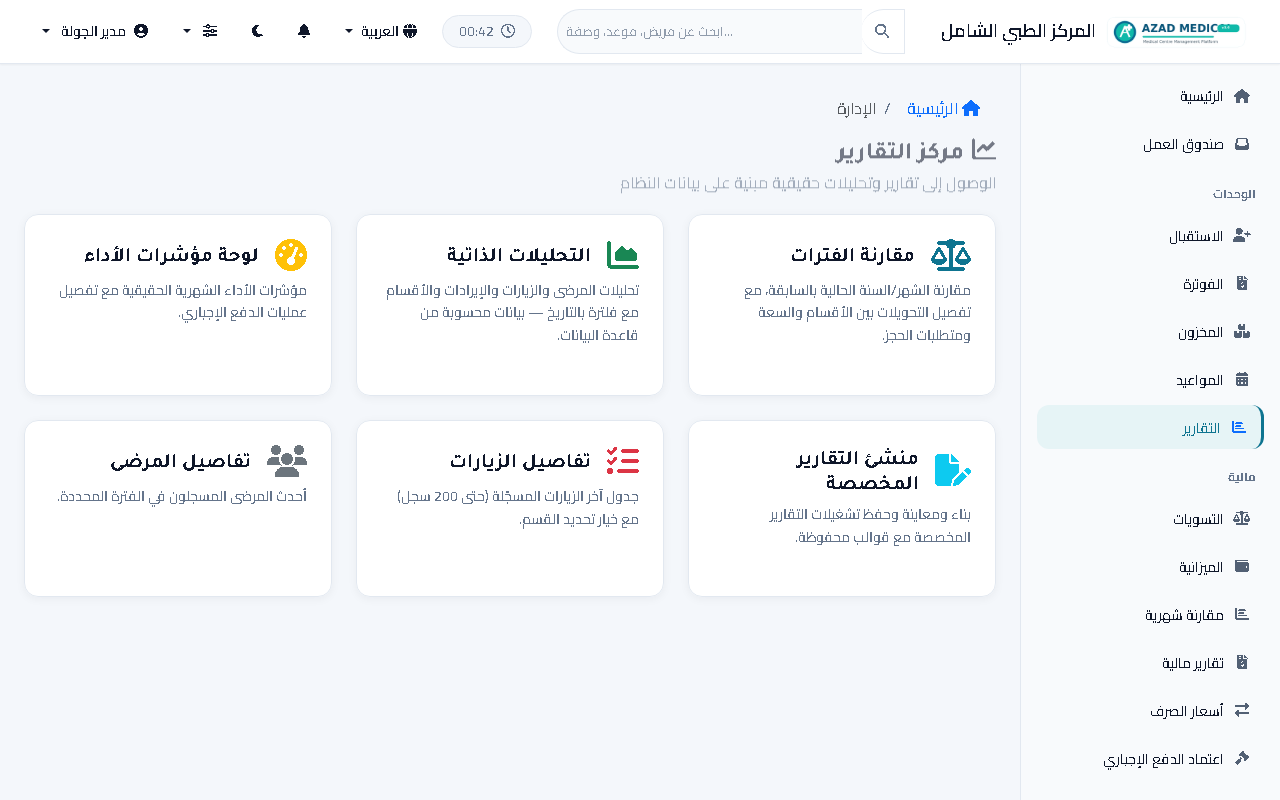 AZAD MEDIC
Medical Centre Management Platform
المركز الطبي الشامل
ابحث عن مريض، موعد، وصفة...
00:42
العربية
مدير الجولة
الرئيسية
صندوق العمل
الوحدات
الاستقبال
الفوترة
المخزون
المواعيد
التقارير
مالية
التسويات
الميزانية
مقارنة شهرية
تقارير مالية
أسعار الصرف
اعتماد الدفع الإجباري
الرئيسية / الإدارة
مركز التقارير
الوصول إلى تقارير وتحليلات حقيقية مبنية على بيانات النظام
مقارنة الفترات
مقارنة الشهر/السنة الحالية بالسابقة، مع
تفصيل التحويلات بين الأقسام والسعة
ومتطلبات الحجز.
التحليلات الذاتية
تحليلات المرضى والزيارات والإيرادات والأقسام
مع فلترة بالتاريخ — بيانات محسوبة من
قاعدة البيانات.
لوحة مؤشرات الأداء
مؤشرات الأداء الشهرية الحقيقية مع تفصيل
عمليات الدفع الإجباري.
منشئ التقارير
المخصصة
بناء ومعاينة وحفظ تشغيلات التقارير
المخصصة مع قوالب محفوظة.
تفاصيل الزيارات
جدول آخر الزيارات المسجّلة (حتى 200 سجل)
مع خيار تحديد القسم.
تفاصيل المرضى
أحدث المرضى المسجلون في الفترة المحددة.